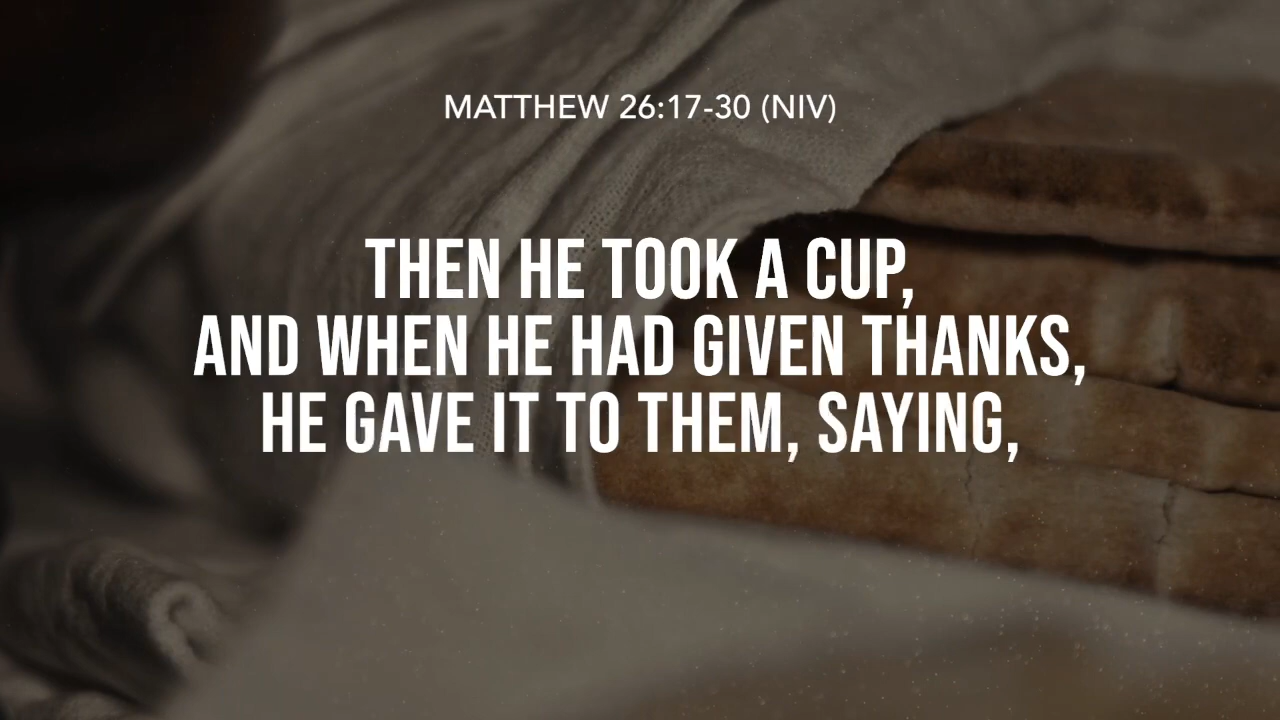 MATTHEW 26:17-30 (NIV)
THEN HE TOOK A CUP,
AND WHEN HE HAD GIVEN THANKS,
HE GAVE IT TO THEM, SAYING,